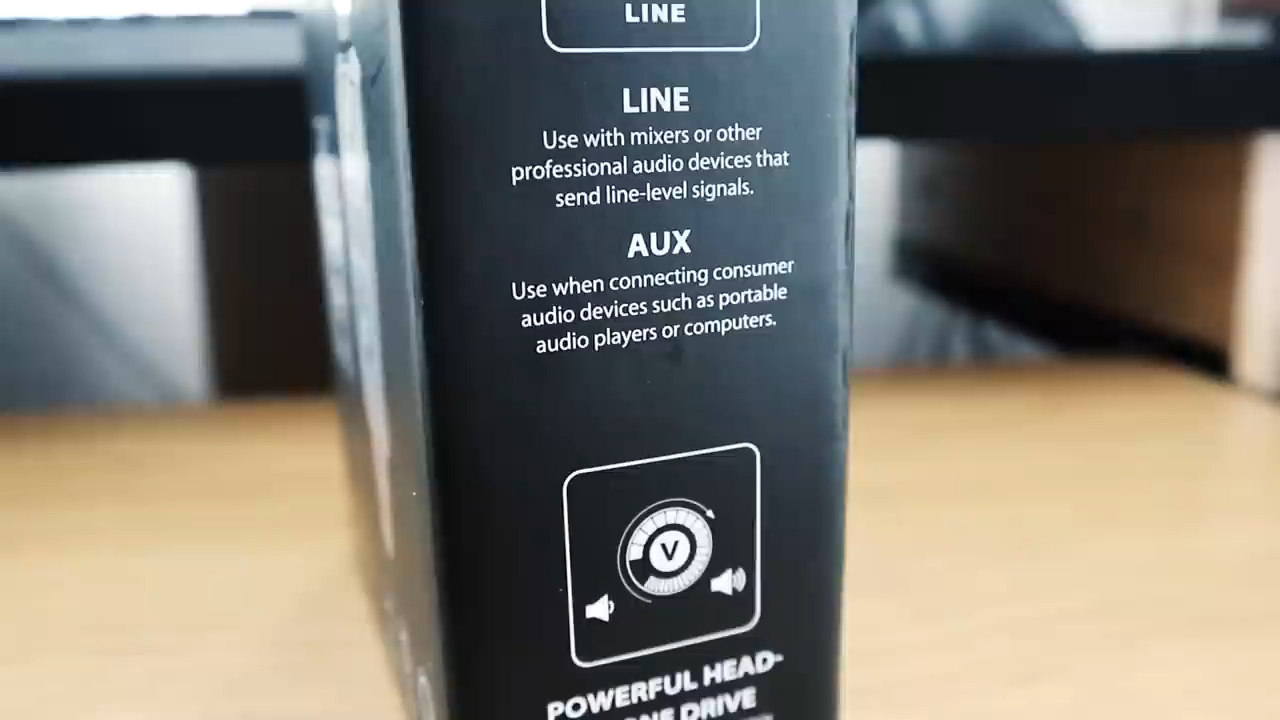 LINE
LINE
Use with mixers or other
professional audio devices that
send line-level signals.
AUX
Use when connecting consumer
audio devices such as portable
audio players or computers.
V
POWERFUL HEAD-
DRIVE